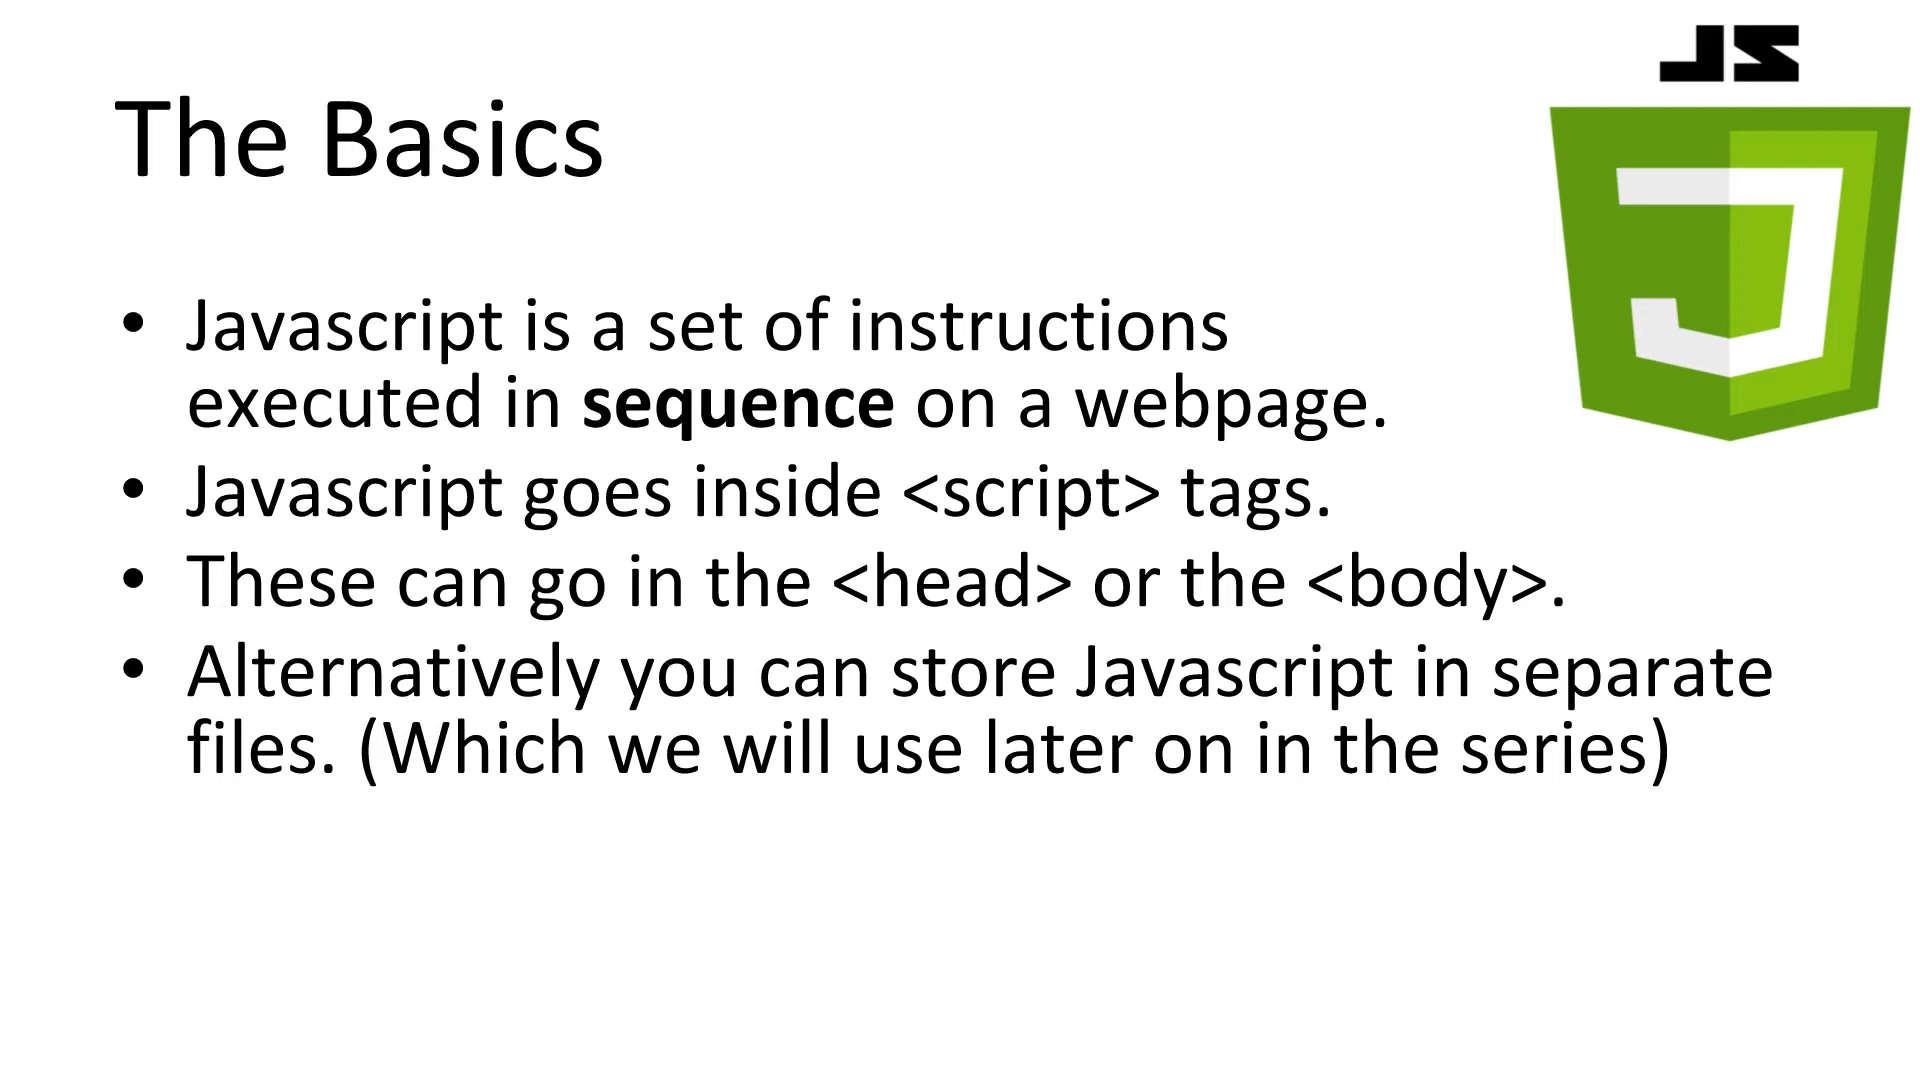 JS
The Basics
• Javascript is a set of instructions
executed in sequence on a webpage.
• Javascript goes inside <script> tags.
• These can go in the <head> or the <body>.
• Alternatively you can store Javascript in separate
files. (Which we will use later on in the series)